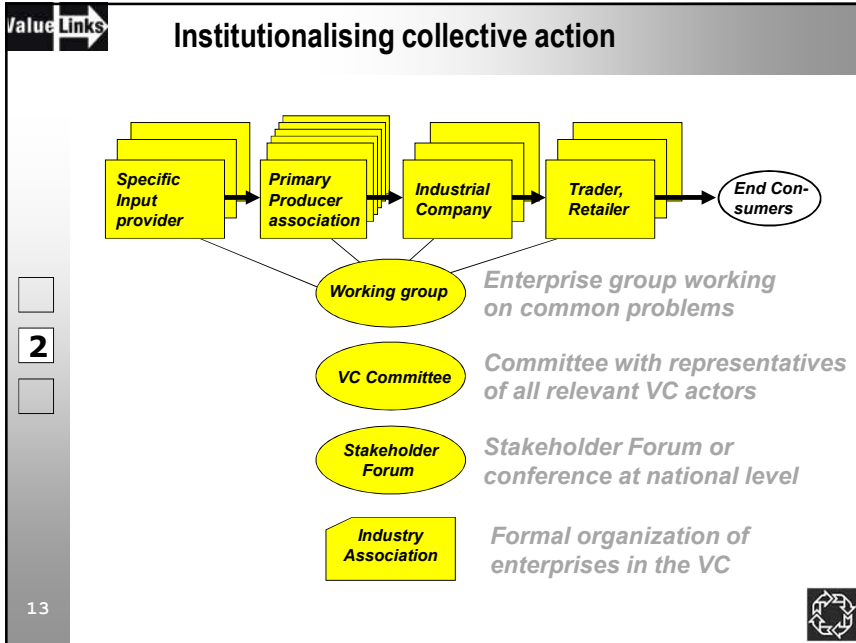 Value Links
Institutionalising collective action
Specific
Input
provider
Primary
Producer
association
Industrial
Company
Trader,
Retailer
End Con-
sumers
Working group
Enterprise group working
on common problems
2
VC Committee
Committee with representatives
of all relevant VC actors
Stakeholder
Forum
Stakeholder Forum or
conference at national level
Industry
Association
Formal organization of
enterprises in the VC
13